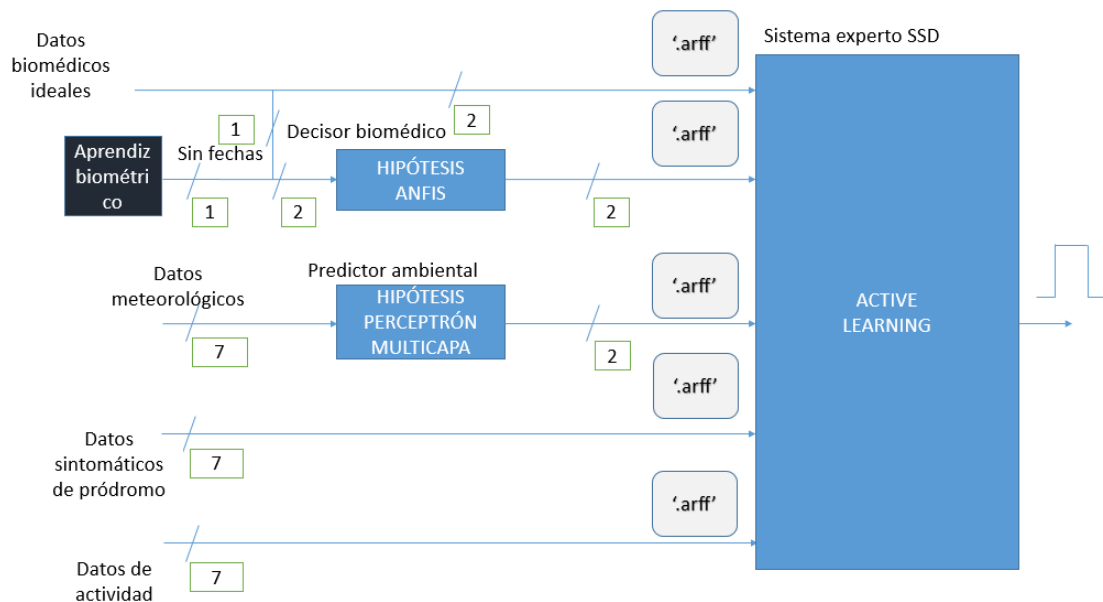 Datos
biomédicos
ideales
'.arff'
Sistema experto SSD
2
1
Decisor biomédico
'.arff'
Aprendiz
biométri
co
Sin fechas
1
2
HIPÓTESIS
ANFIS
2
Datos
meteorológicos
7
Predictor ambiental
HIPÓTESIS
PERCEPTRÓN
MULTICAPA
2
'.arff'
ACTIVE
LEARNING
'.arff'
Datos
sintomáticos
de pródromo
7
'.arff'
Datos de
actividad
7